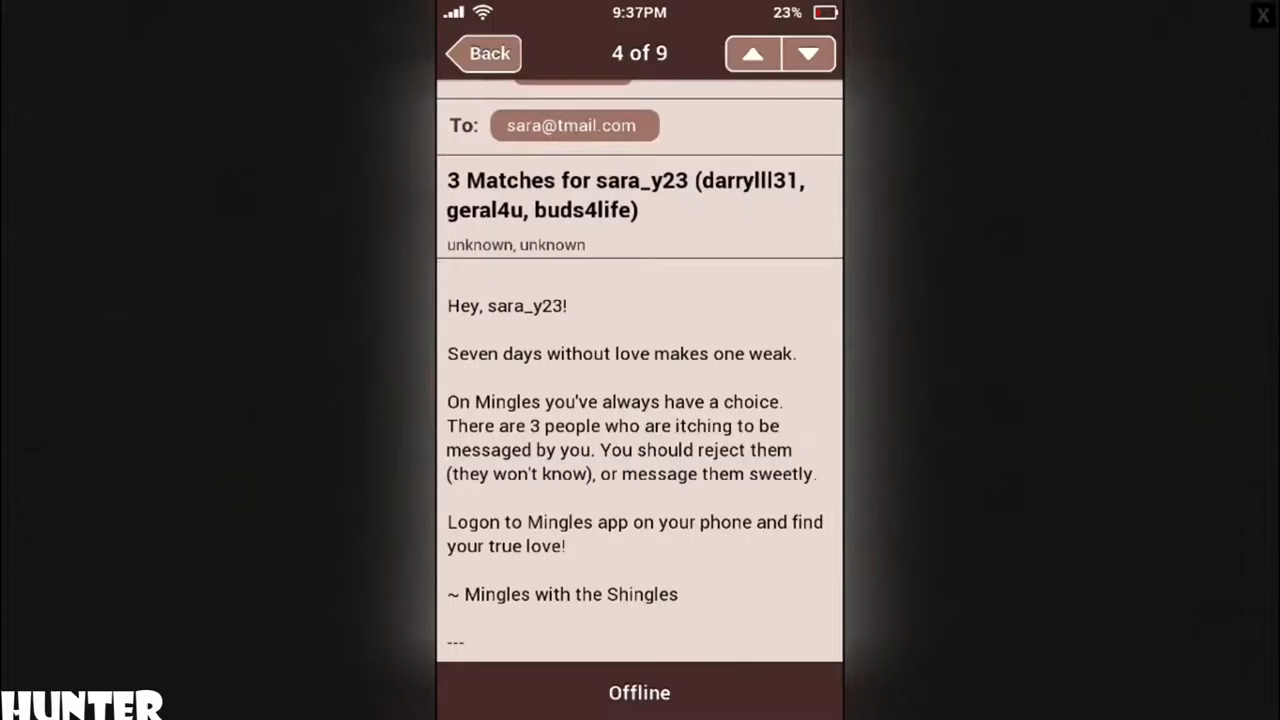 9:37PM
23%
X
Back
4 of 9
To:
sara@tmail.com
3 Matches for sara_y23 (darrylll31,
geral4u, buds4life)
unknown, unknown
Hey, sara_y23!
Seven days without love makes one weak.
On Mingles you've always have a choice.
There are 3 people who are itching to be
messaged by you. You should reject them
(they won't know), or message them sweetly.
Logon to Mingles app on your phone and find
your true love!
~ Mingles with the Shingles
---
Offline
HUNTER